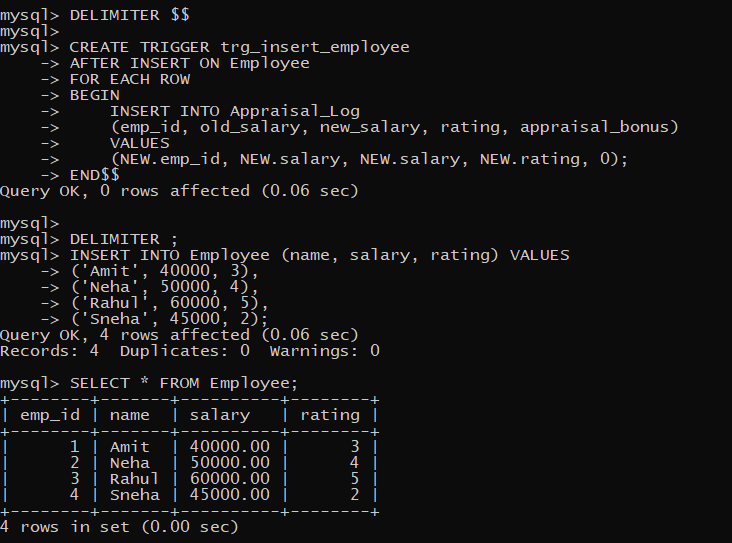 mysql> DELIMITER $$
mysql>
mysql> CREATE TRIGGER trg_insert_employee
    -> AFTER INSERT ON Employee
    -> FOR EACH ROW
    -> BEGIN
    ->     INSERT INTO Appraisal_Log
    ->     (emp_id, old_salary, new_salary, rating, appraisal_bonus)
    ->     VALUES
    ->     (NEW.emp_id, NEW.salary, NEW.salary, NEW.rating, 0);
    -> END$$
Query OK, 0 rows affected (0.06 sec)

mysql>
mysql> DELIMITER ;
mysql> INSERT INTO Employee (name, salary, rating) VALUES
    -> ('Amit', 40000, 3),
    -> ('Neha', 50000, 4),
    -> ('Rahul', 60000, 5),
    -> ('Sneha', 45000, 2);
Query OK, 4 rows affected (0.06 sec)
Records: 4  Duplicates: 0  Warnings: 0

mysql> SELECT * FROM Employee;
+--------+-------+----------+--------+
| emp_id | name  | salary   | rating |
+--------+-------+----------+--------+
|      1 | Amit  | 40000.00 |      3 |
|      2 | Neha  | 50000.00 |      4 |
|      3 | Rahul | 60000.00 |      5 |
|      4 | Sneha | 45000.00 |      2 |
+--------+-------+----------+--------+
4 rows in set (0.00 sec)